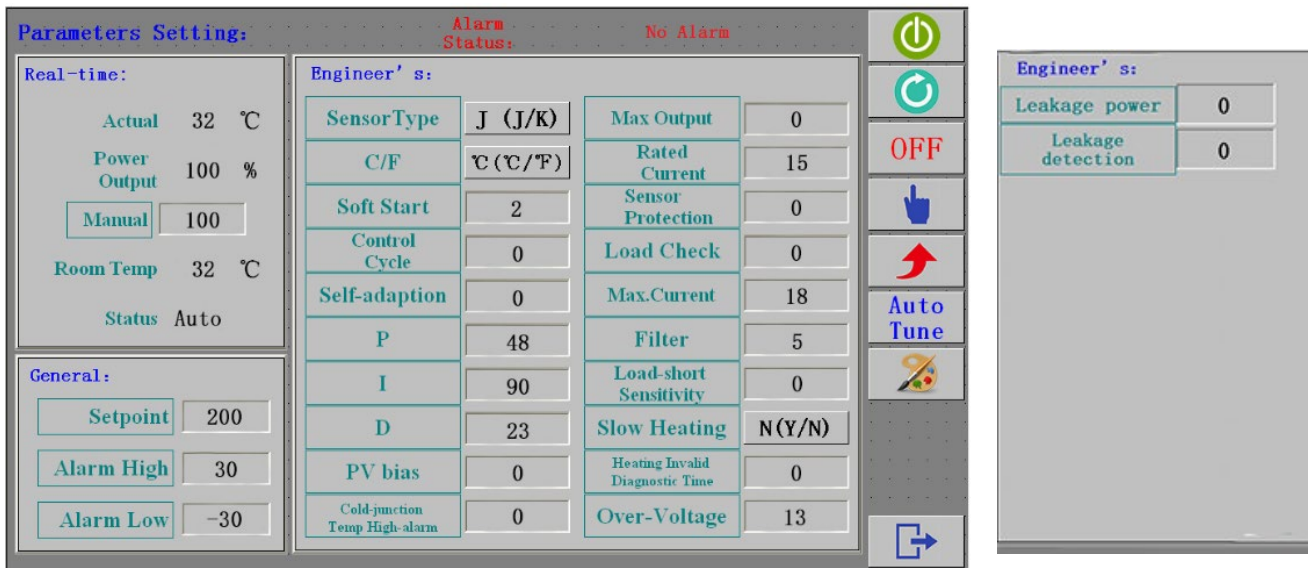 Parameters Setting:
Alarm
Status:
No Alarm
Real-time:
Actual 32 ℃
Power
Output 100 %
Manual 100
Room Temp 32 ℃
Status Auto
General:
Setpoint 200
Alarm High 30
Alarm Low -30
Engineer's:
SensorType J (J/K)
C/F ℃(℃/℉)
Soft Start 2
Control
Cycle 0
Self-adaption 0
P 48
I 90
D 23
PV bias 0
Cold-junction
Temp High-alarm 0
Max Output 0
Rated
Current 15
Sensor
Protection 0
Load Check 0
Max.Current 18
Filter 5
Load-short
Sensitivity 0
Slow Heating N(Y/N)
Heating Invalid
Diagnostic Time 0
Over-Voltage 13
OFF
Auto
Tune
Engineer's:
Leakage power 0
Leakage
detection 0